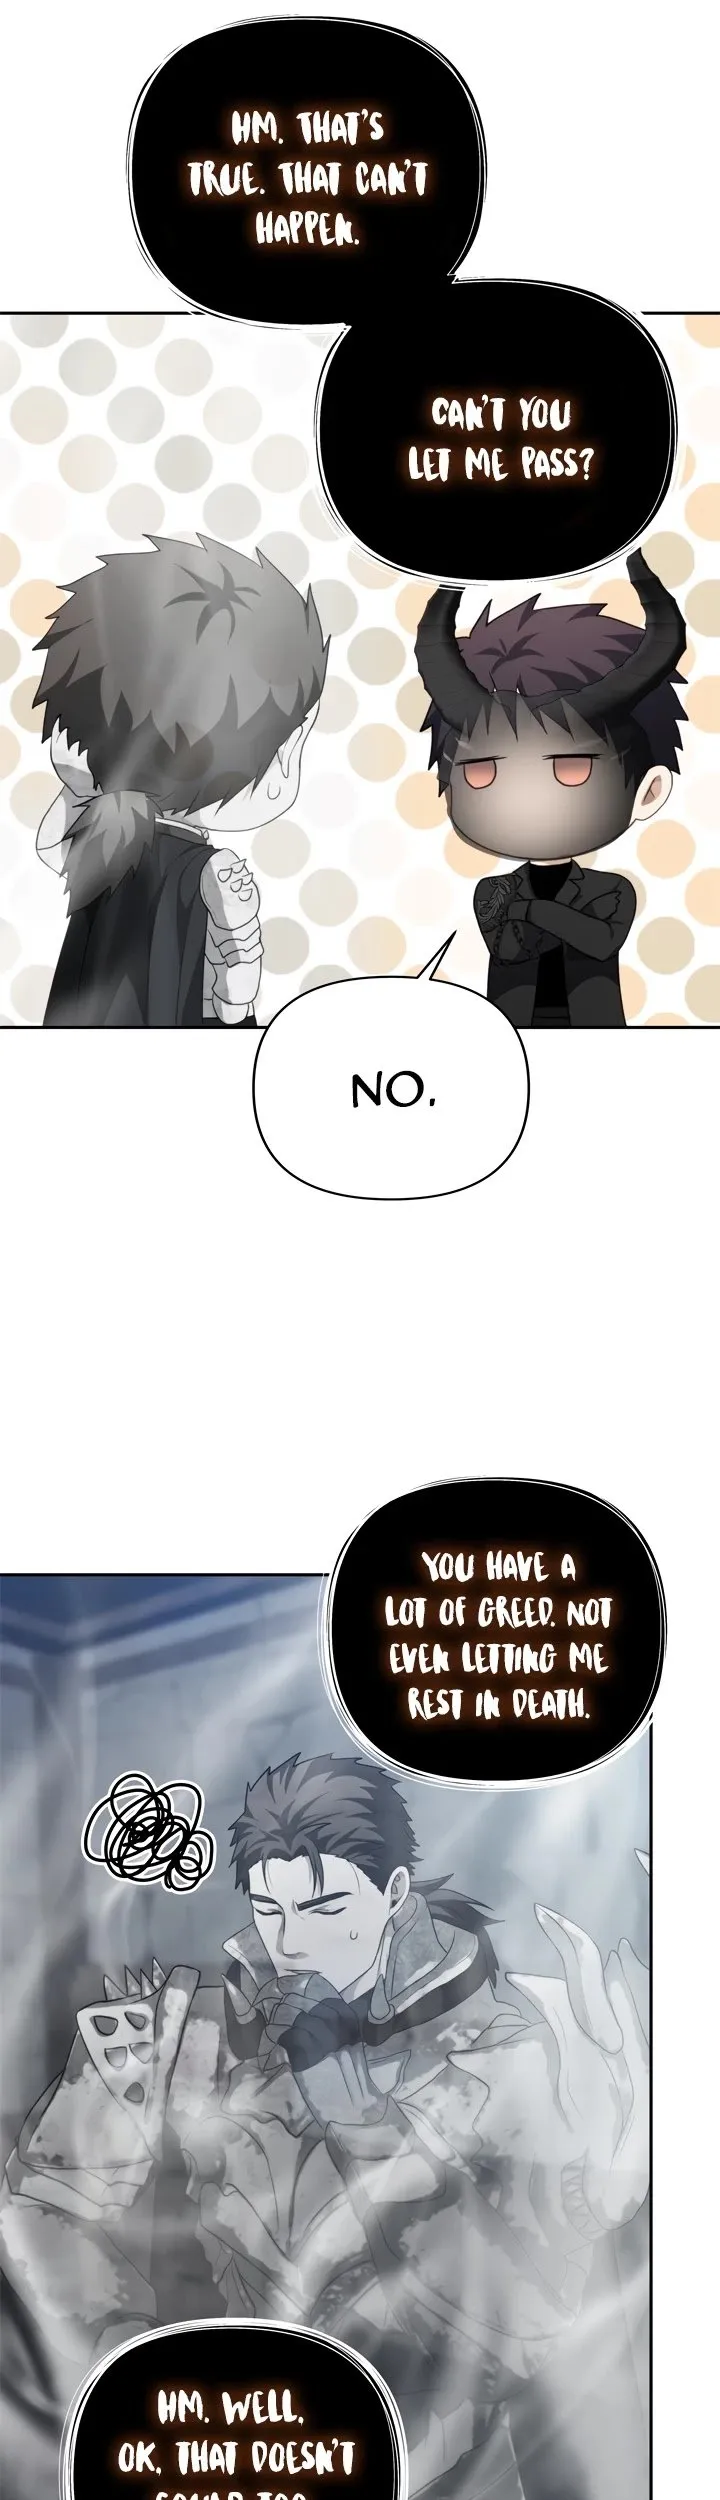 HM. THAT'S
TRUE. THAT CAN'T
HAPPEN.
CAN'T YOU
LET ME PASS?
NO.
YOU HAVE A
LOT OF GREED. NOT
EVEN LETTING ME
REST IN DEATH.
HM. WELL,
OK, THAT DOESN'T